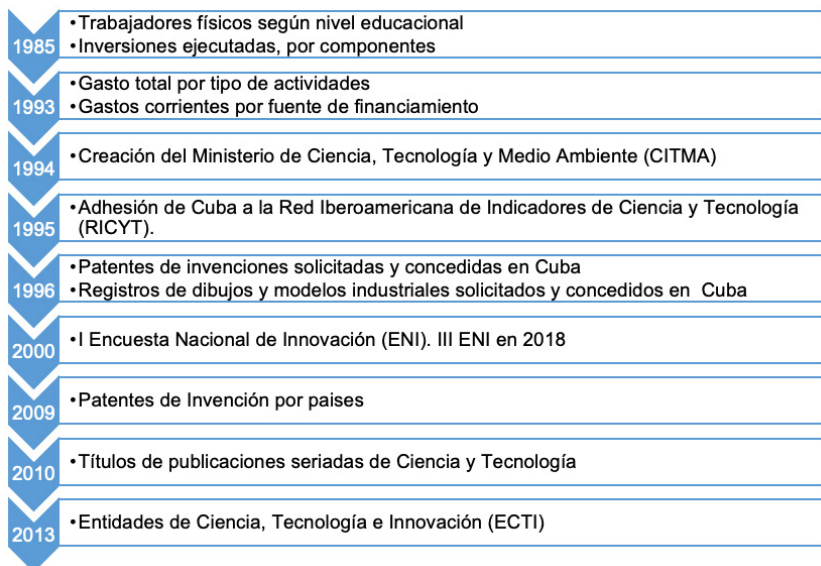 1985
•Trabajadores físicos según nivel educacional
•Inversiones ejecutadas, por componentes
1993
•Gasto total por tipo de actividades
•Gastos corrientes por fuente de financiamiento
1994
•Creación del Ministerio de Ciencia, Tecnología y Medio Ambiente (CITMA)
1995
•Adhesión de Cuba a la Red Iberoamericana de Indicadores de Ciencia y Tecnología
(RICYT).
1996
•Patentes de invenciones solicitadas y concedidas en Cuba
•Registros de dibujos y modelos industriales solicitados y concedidos en Cuba
2000
•I Encuesta Nacional de Innovación (ENI). III ENI en 2018
2009
•Patentes de Invención por paises
2010
•Títulos de publicaciones seriadas de Ciencia y Tecnología
2013
•Entidades de Ciencia, Tecnología e Innovación (ECTI)